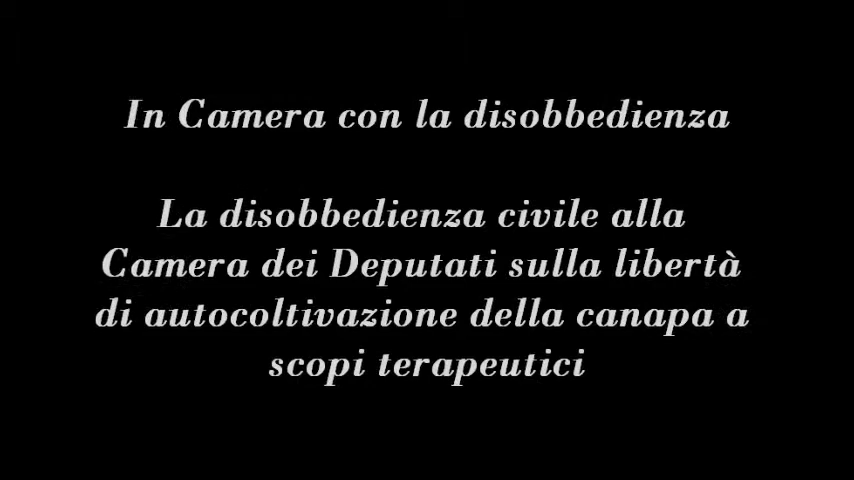 In Camera con la disobbedienza
La disobbedienza civile alla
Camera dei Deputati sulla libertà
di autocoltivazione della canapa a
scopi terapeutici